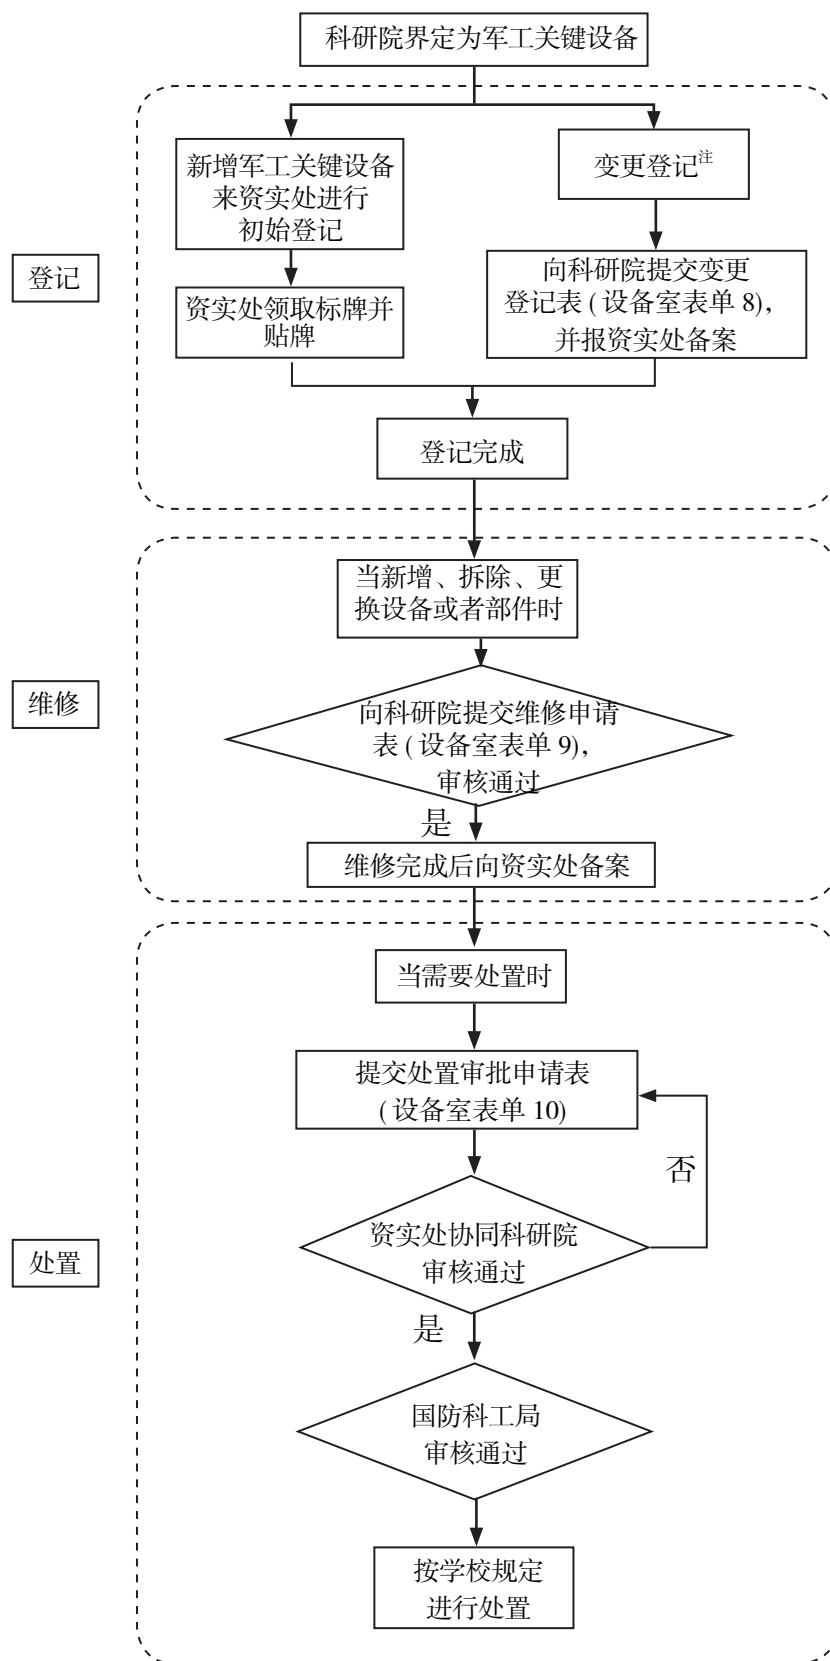 科研院界定为军工关键设备
登记
新增军工关键设备
来资实处进行
初始登记
资实处领取标牌并
贴牌
变更登记注
向科研院提交变更
登记表(设备室表单 8),
并报资实处备案
登记完成
维修
当新增、拆除、更
换设备或者部件时
向科研院提交维修申请
表(设备室表单 9),
审核通过
是
维修完成后向资实处备案
处置
当需要处置时
提交处置审批申请表
(设备室表单 10)
资实处协同科研院
审核通过
否
是
国防科工局
审核通过
按学校规定
进行处置